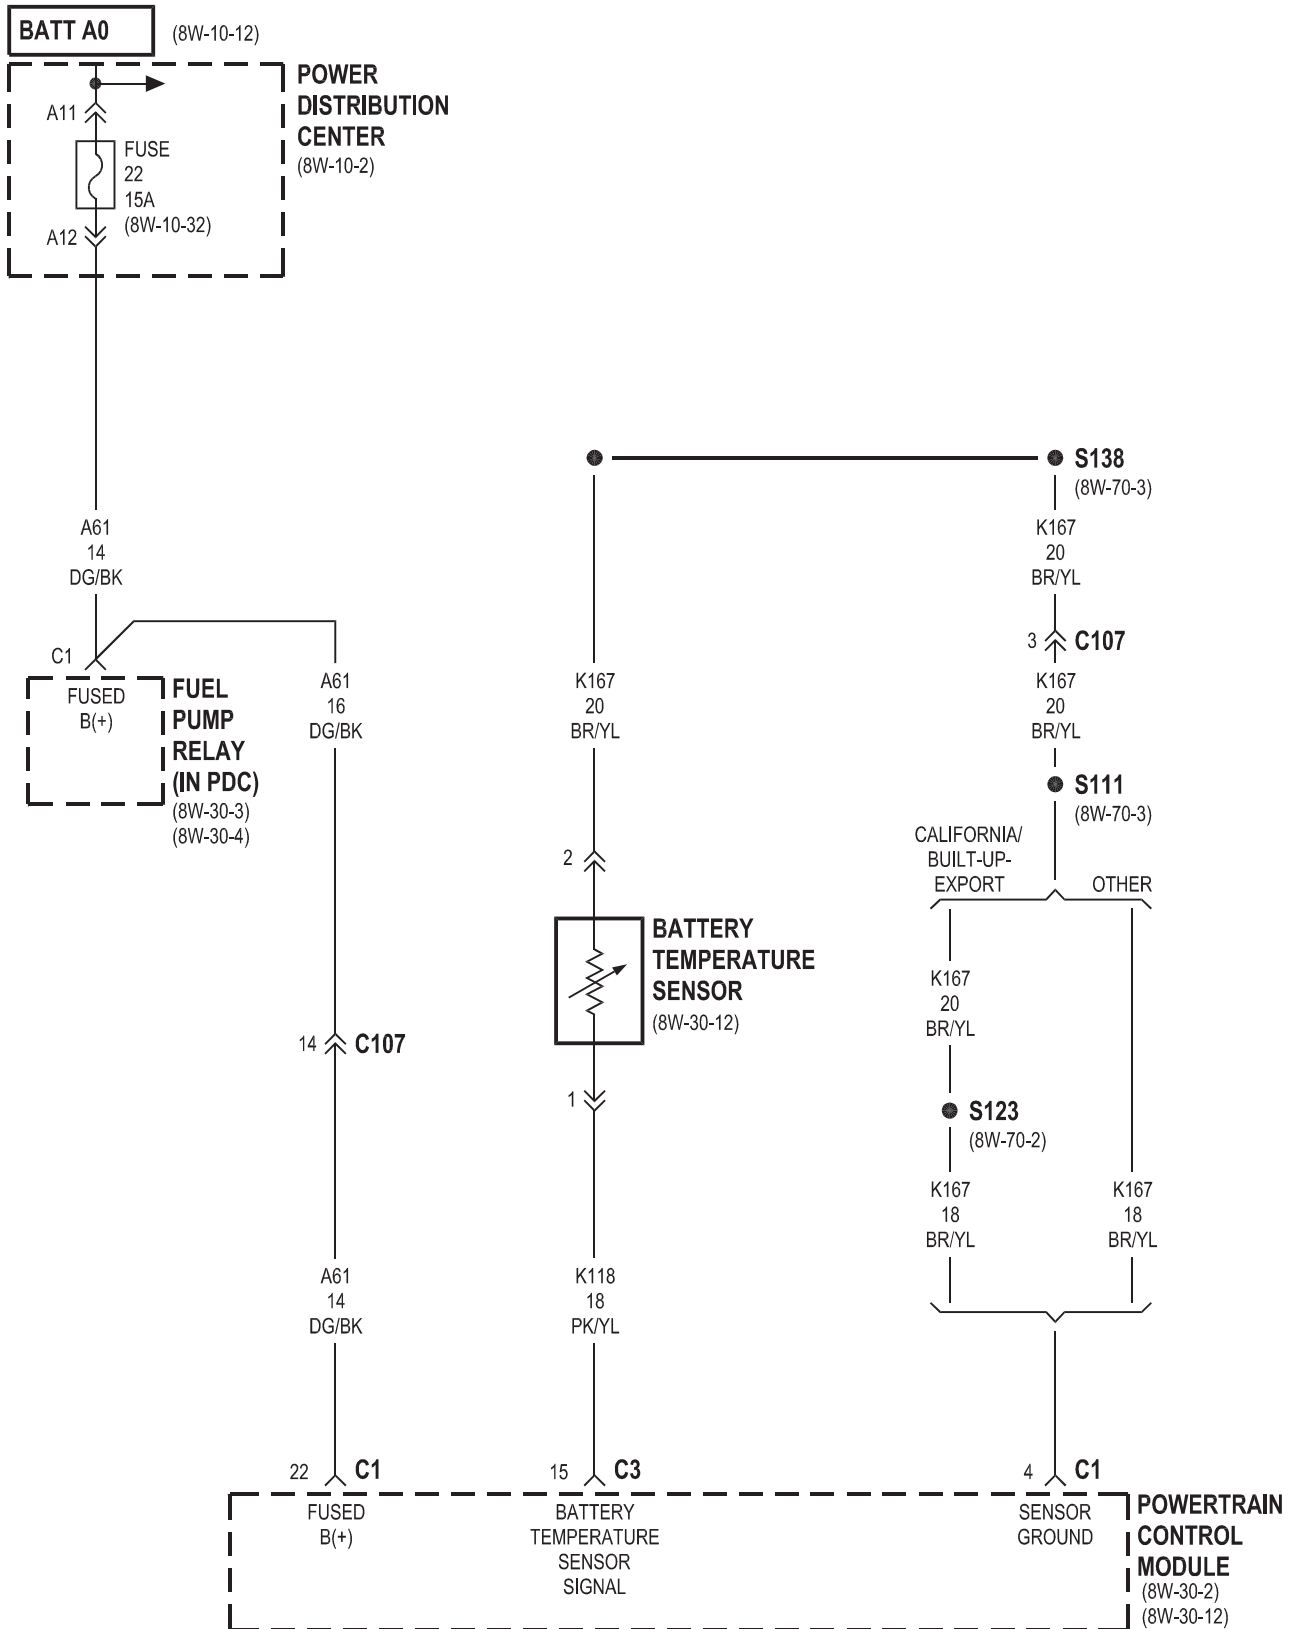 BATT A0
(8W-10-12)
POWER
DISTRIBUTION
CENTER
(8W-10-2)
A11
FUSE
22
15A
(8W-10-32)
A12
A61
14
DG/BK
C1
FUSED
B(+)
FUEL
PUMP
RELAY
(IN PDC)
(8W-30-3)
(8W-30-4)
A61
16
DG/BK
14
C107
A61
14
DG/BK
K167
20
BR/YL
2
BATTERY
TEMPERATURE
SENSOR
(8W-30-12)
1
K118
18
PK/YL
S138
(8W-70-3)
K167
20
BR/YL
3
C107
K167
20
BR/YL
S111
(8W-70-3)
CALIFORNIA/
BUILT-UP-
EXPORT
OTHER
K167
20
BR/YL
S123
(8W-70-2)
K167
18
BR/YL
K167
18
BR/YL
22
C1
15
C3
4
C1
FUSED
B(+)
BATTERY
TEMPERATURE
SENSOR
SIGNAL
SENSOR
GROUND
POWERTRAIN
CONTROL
MODULE
(8W-30-2)
(8W-30-12)